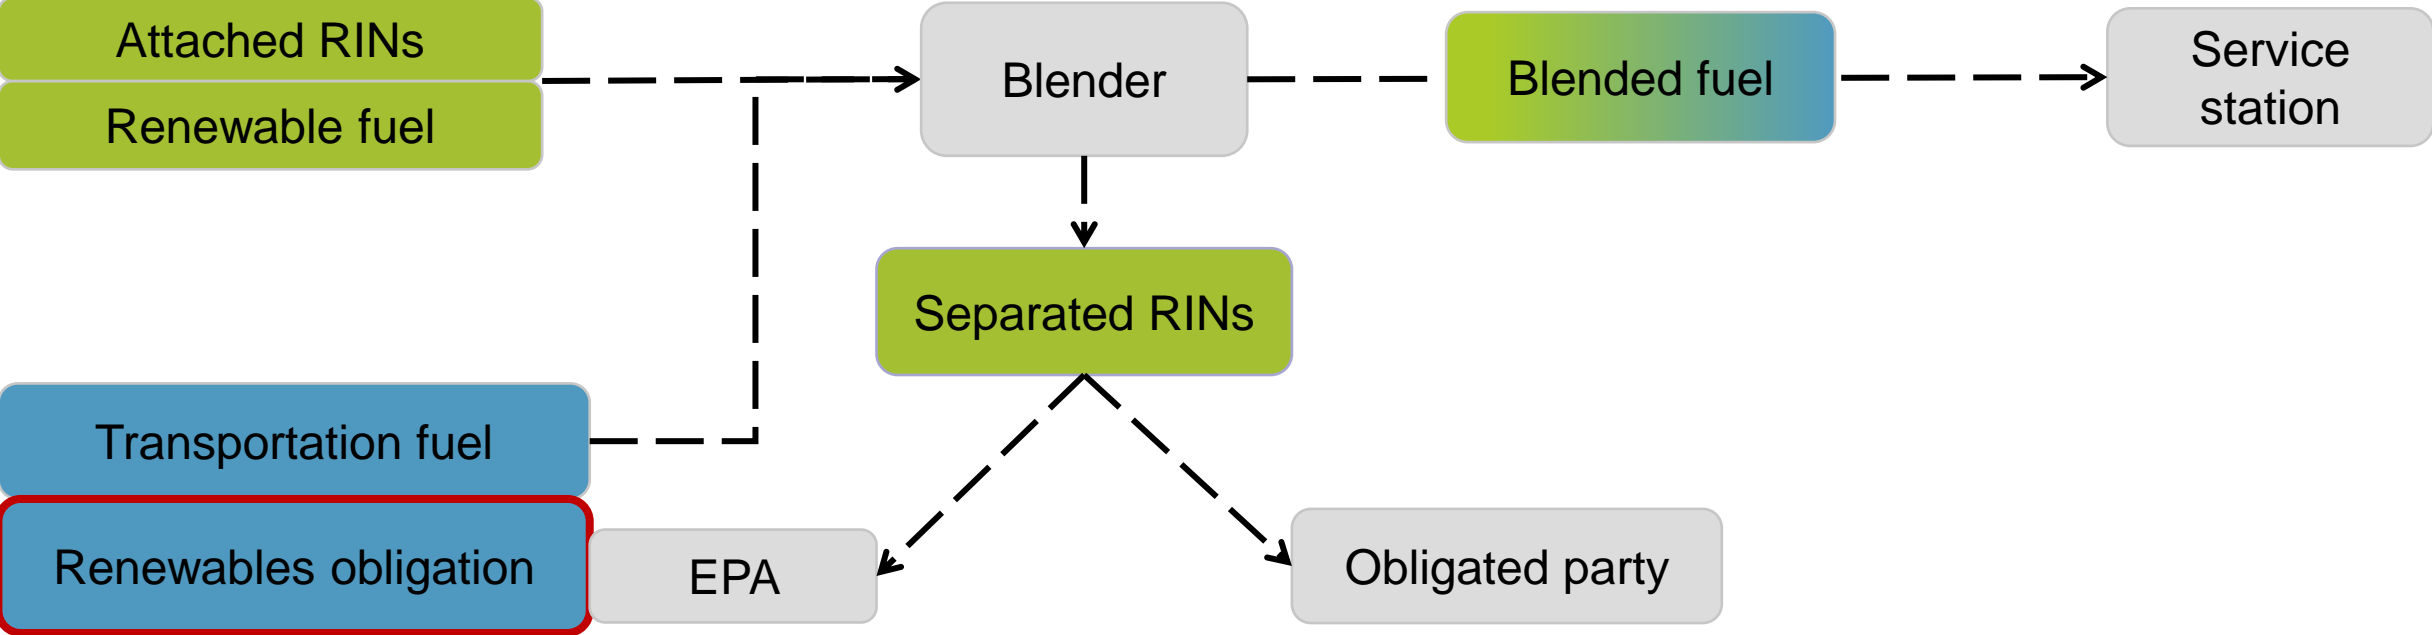 Attached RINs
Renewable fuel
Blender
Blended fuel
Service
station
Separated RINs
Transportation fuel
Renewables obligation
EPA
Obligated party